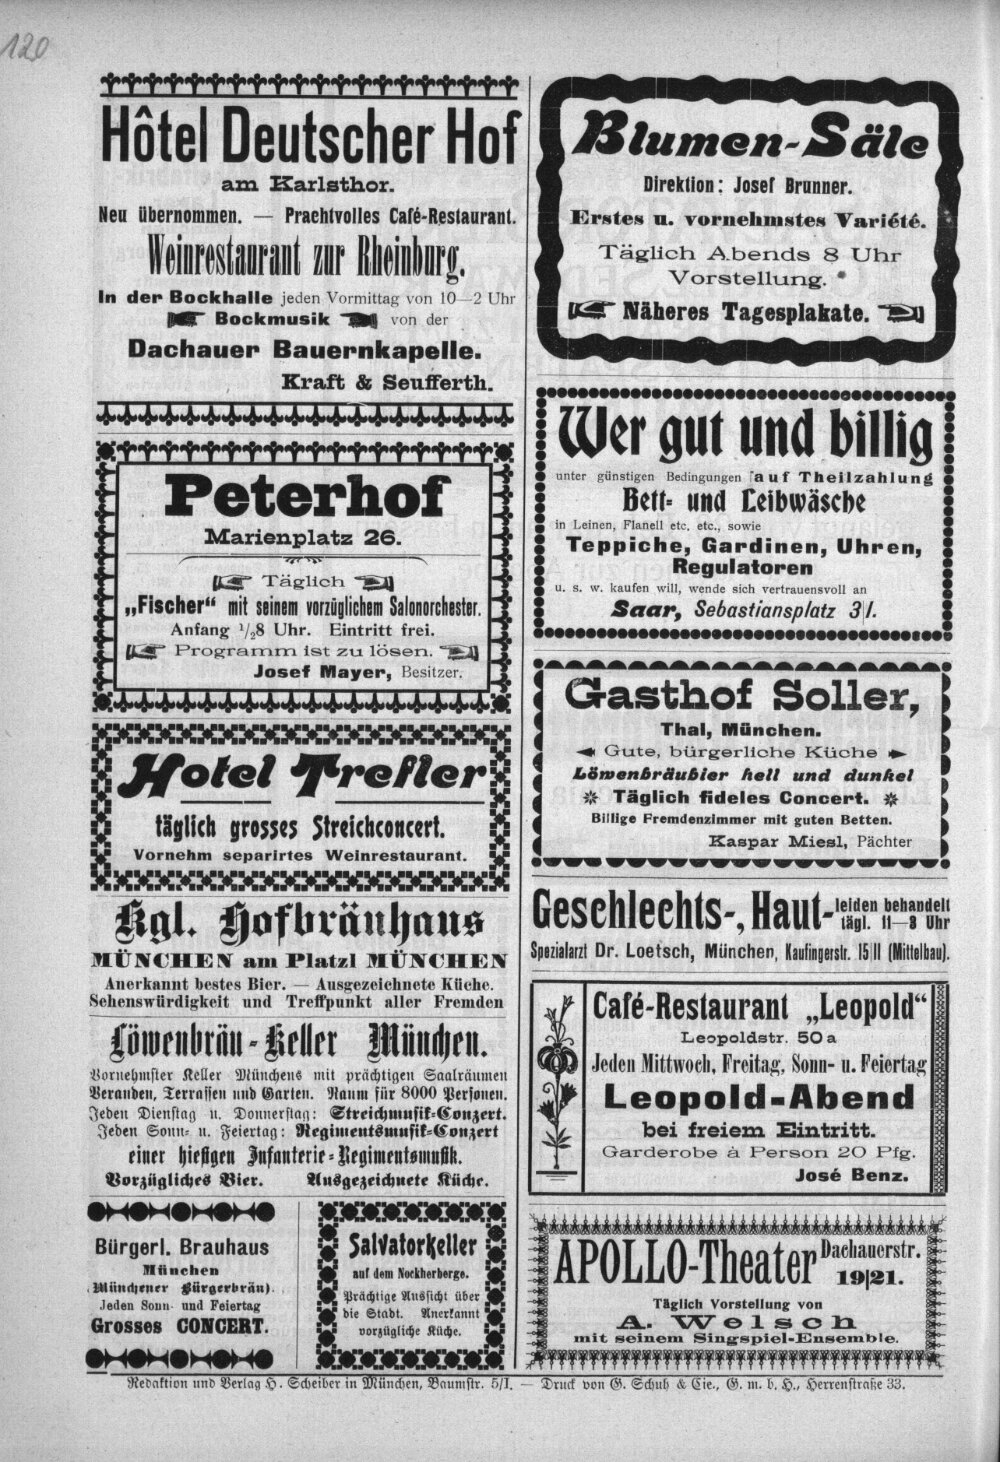 120
Hôtel Deutscher Hof
am Karlsthor.
Neu übernommen. — Prachtvolles Café-Restaurant.
Weinrestaurant zur Rheinburg.
In der Bockhalle jeden Vormittag von 10—2 Uhr
Bockmusik von der
Dachauer Bauernkapelle.
Kraft & Seufferth.
Peterhof
Marienplatz 26.
Täglich
„Fischer“ mit seinem vorzüglichem Salonorchester.
Anfang ½8 Uhr. Eintritt frei.
Programm ist zu lösen.
Josef Mayer, Besitzer.
Hotel Trefler
täglich grosses Streichconcert.
Vornehm separirtes Weinrestaurant.
Kgl. Hofbräuhaus
MÜNCHEN am Platzl MÜNCHEN
Anerkannt bestes Bier. — Ausgezeichnete Küche.
Sehenswürdigkeit und Treffpunkt aller Fremden
Löwenbräu-Keller München.
Vornehmster Keller Münchens mit prächtigen Saalräumen
Veranden, Terrassen und Garten. Raum für 8000 Personen.
Jeden Dienstag u. Donnerstag: Streichmusik-Conzert.
Jeden Sonn- u. Feiertag: Regimentsmusik-Conzert
einer hiesigen Infanterie-Regimentsmusik.
Vorzügliches Bier. Ausgezeichnete Küche.
Bürgerl. Brauhaus
München
(Münchener Bürgerbräu).
Jeden Sonn- und Feiertag
Grosses CONCERT.
Salvatorkeller
auf dem Nockherberge.
Prächtige Aussicht über
die Stadt. Anerkannt
vorzügliche Küche.
Blumen-Säle
Direktion: Josef Brunner.
Erstes u. vornehmstes Variété.
Täglich Abends 8 Uhr
Vorstellung.
Näheres Tagesplakate.
Wer gut und billig
unter günstigen Bedingungen auf Theilzahlung
Bett- und Leibwäsche
in Leinen, Flanell etc. etc., sowie
Teppiche, Gardinen, Uhren,
Regulatoren
u. s. w. kaufen will, wende sich vertrauensvoll an
Saar, Sebastiansplatz 3|I.
Gasthof Soller,
Thal, München.
Gute, bürgerliche Küche
Löwenbräubier hell und dunkel
Täglich fideles Concert.
Billige Fremdenzimmer mit guten Betten.
Kaspar Miesl, Pächter
Geschlechts-, Haut-leiden behandelt
tägl. 11—3 Uhr
Spezialarzt Dr. Loetsch, München, Kaufingerstr. 15|II (Mittelbau).
Café-Restaurant „Leopold“
Leopoldstr. 50a
Jeden Mittwoch, Freitag, Sonn- u. Feiertag
Leopold-Abend
bei freiem Eintritt.
Garderobe à Person 20 Pfg.
José Benz.
APOLLO-Theater Dachauerstr.
19|21.
Täglich Vorstellung von
A. Welsch
mit seinem Singspiel-Ensemble.
Redaktion und Verlag H. Scheiber in München, Baumstr. 5/I. — Druck von G. Schuh & Cie., G. m. b. H., Herrenstraße 33.